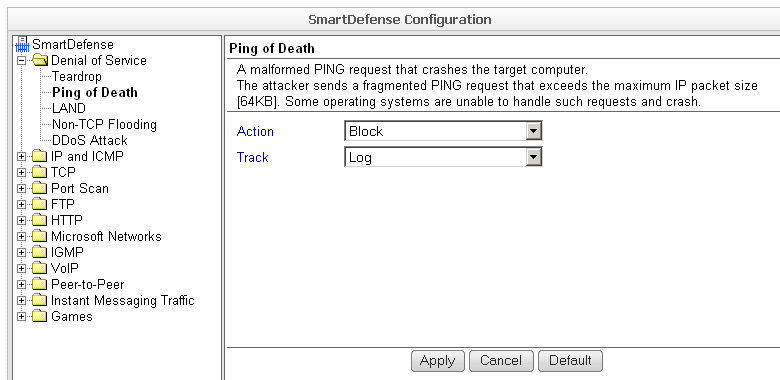 SmartDefense Configuration
SmartDefense
Denial of Service
Teardrop
Ping of Death
LAND
Non-TCP Flooding
DDoS Attack
IP and ICMP
TCP
Port Scan
FTP
HTTP
Microsoft Networks
IGMP
VoIP
Peer-to-Peer
Instant Messaging Traffic
Games
Ping of Death
A malformed PING request that crashes the target computer.
The attacker sends a fragmented PING request that exceeds the maximum IP packet size
[64KB]. Some operating systems are unable to handle such requests and crash.
Action Block
Track Log
Apply Cancel Default